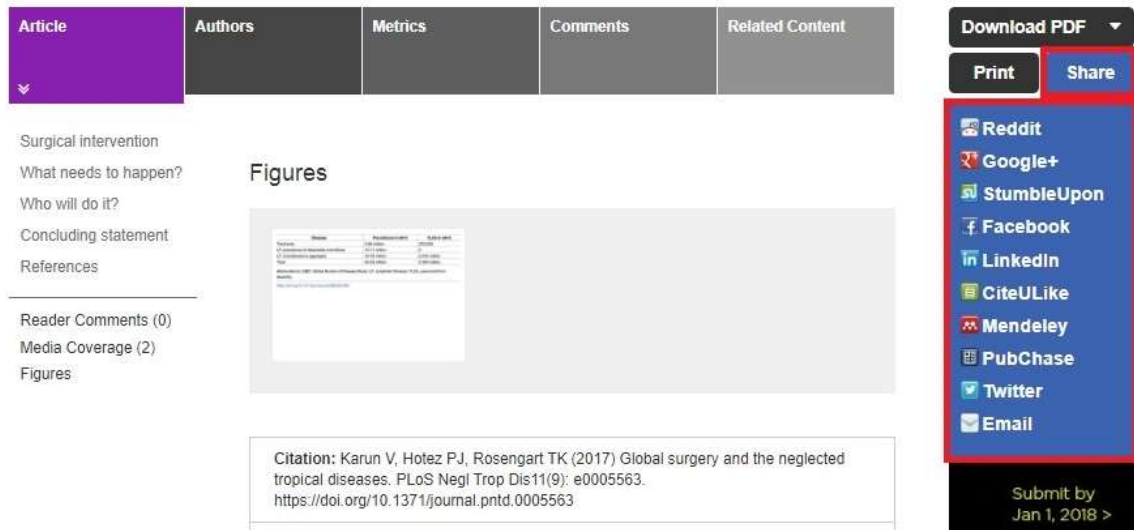 Article
Authors
Metrics
Comments
Related Content
Download PDF
Print
Share
Surgical intervention
What needs to happen?
Who will do it?
Concluding statement
References
Reader Comments (0)
Media Coverage (2)
Figures
Figures
Citation: Karun V, Hotez PJ, Rosengart TK (2017) Global surgery and the neglected
tropical diseases. PLoS Negl Trop Dis11(9): e0005563.
https://doi.org/10.1371/journal.pntd.0005563
Reddit
Google+
StumbleUpon
Facebook
LinkedIn
CiteULike
Mendeley
PubChase
Twitter
Email
Submit by
Jan 1, 2018 >